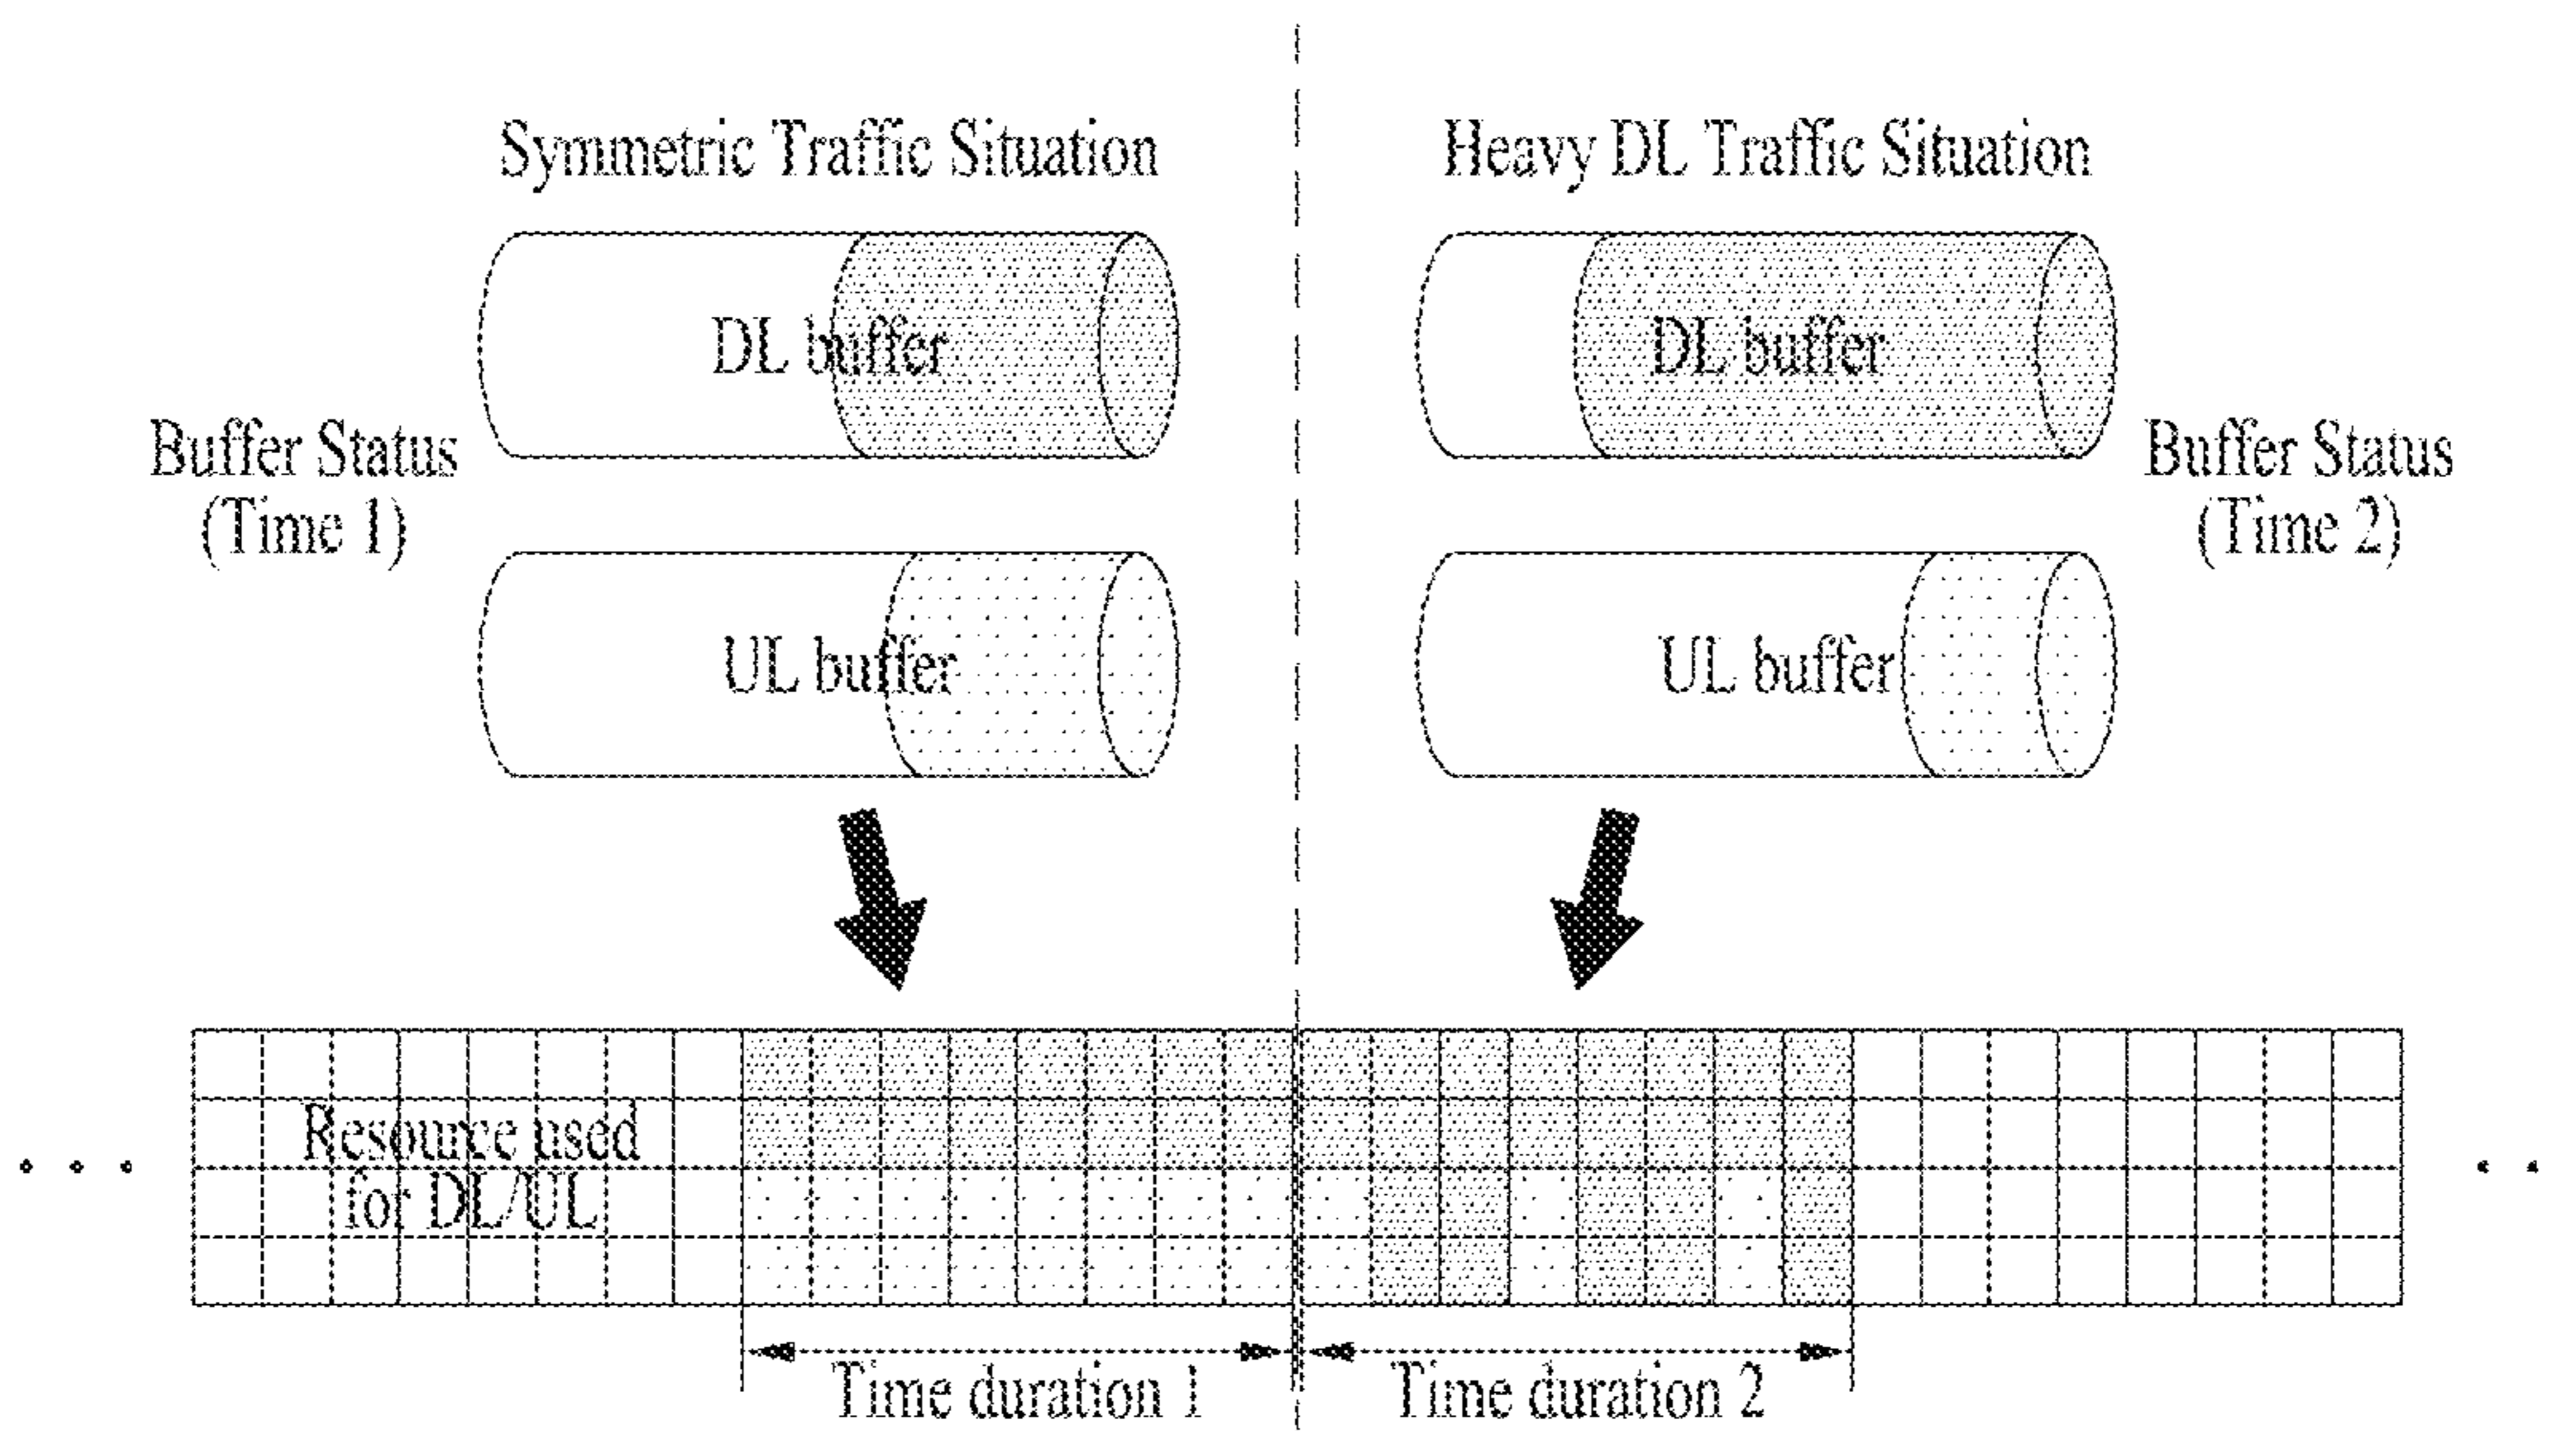 Symmetric Traffic Situation
Heavy DL Traffic Situation
DL buffer
DL buffer
Buffer Status
(Time 1)
Buffer Status
(Time 2)
UL buffer
UL buffer
Resource used
for DL/UL
Time duration 1
Time duration 2